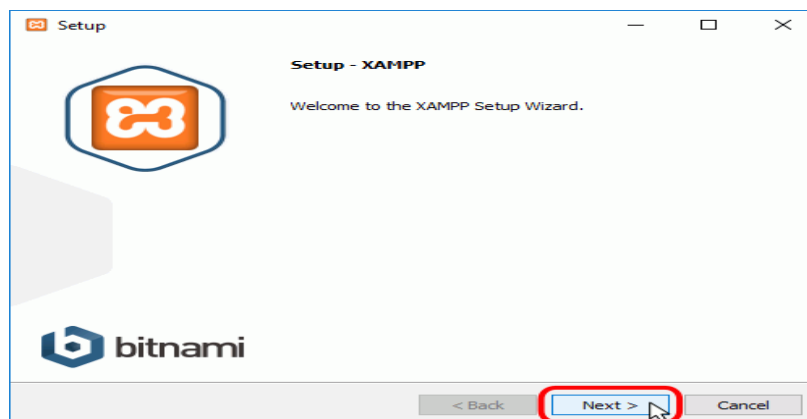 Setup
Setup - XAMPP
Welcome to the XAMPP Setup Wizard.
bitnami
< Back
Next >
Cancel